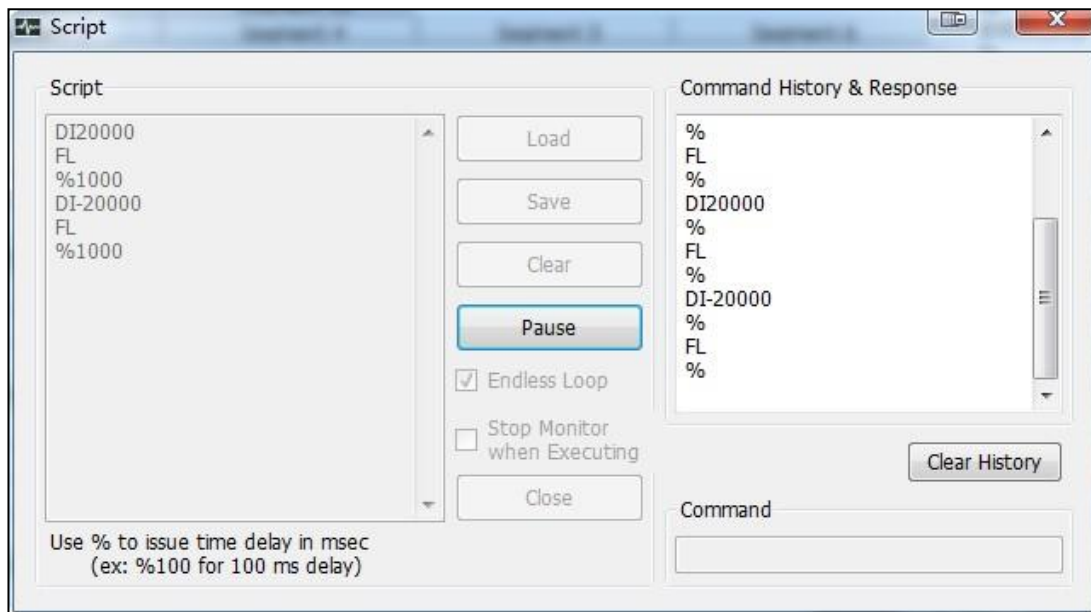 Script
Script
DI20000
FL
%1000
DI-20000
FL
%1000
Load
Save
Clear
Pause
Endless Loop
Stop Monitor
when Executing
Close
Use % to issue time delay in msec
(ex: %100 for 100 ms delay)
Command History & Response
%
FL
%
DI20000
%
FL
%
DI-20000
%
FL
%
Clear History
Command